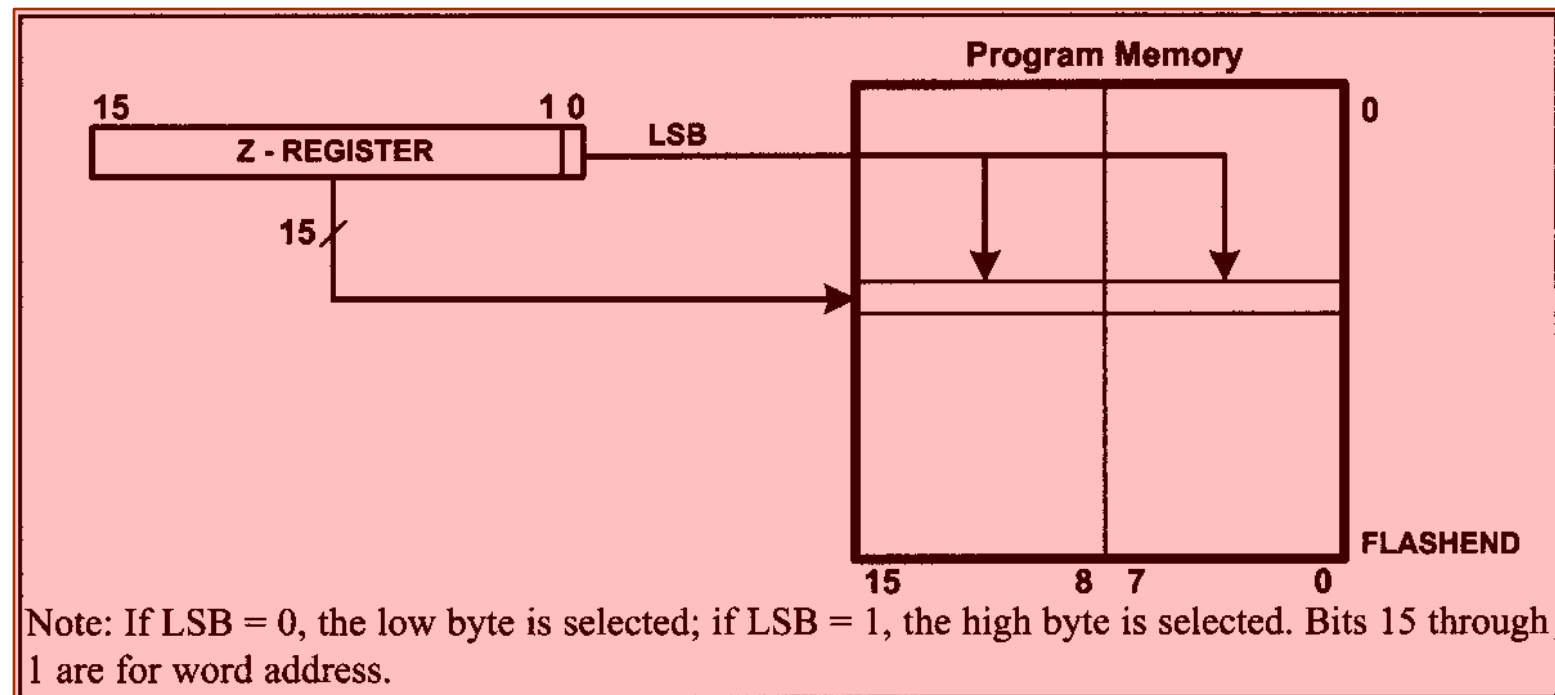 Program Memory
15
1 0
0
Z - REGISTER
LSB
15
FLASHEND
15
8
7
0
Note: If LSB = 0, the low byte is selected; if LSB = 1, the high byte is selected. Bits 15 through
1 are for word address.